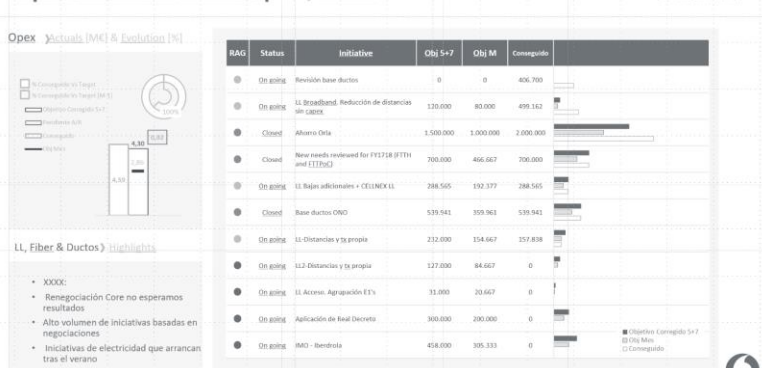 Opex Actuals [M€] & Evolution [%]
% Conseguido Vs Target
% Conseguido Vs Target (M-5)
Objetivo Corregido 5+7
Pendiente A/B
Conseguido
Obj Mes
100%
4,30
4,59
LL, Fiber & Ductos Highlights
• XXXX:
• Renegociación Core no esperamos
resultados
• Alto volumen de iniciativas basadas en
negociaciones
• Iniciativas de electricidad que arrancan
tras el verano
RAG Status Initiative Obj 5+7 Obj M Conseguido
On going Revisión base ductos 0 0 406.700
On going LL Broadband. Reducción de distancias
sin capex 120.000 80.000 499.162
Closed Ahorro Orla 1.500.000 1.000.000 2.000.000
Closed New needs reviewed for FY1718 (FTTH
and FTTPoC) 700.000 466.667 700.000
On going LL Bajas adicionales + CELLNEX LL 288.565 192.377 288.565
Closed Base ductos ONO 539.941 359.961 539.941
On going LL-Distancias y tx propia 232.000 154.667 157.838
On going LL2-Distancias y tx propia 127.000 84.667 0
On going LL Acceso. Agrupación E1's 31.000 20.667 0
On going Aplicación de Real Decreto 300.000 200.000 0
On going IMO - Iberdrola 458.000 305.333 0
Objetivo Corregido 5+7
Obj Mes
Conseguido